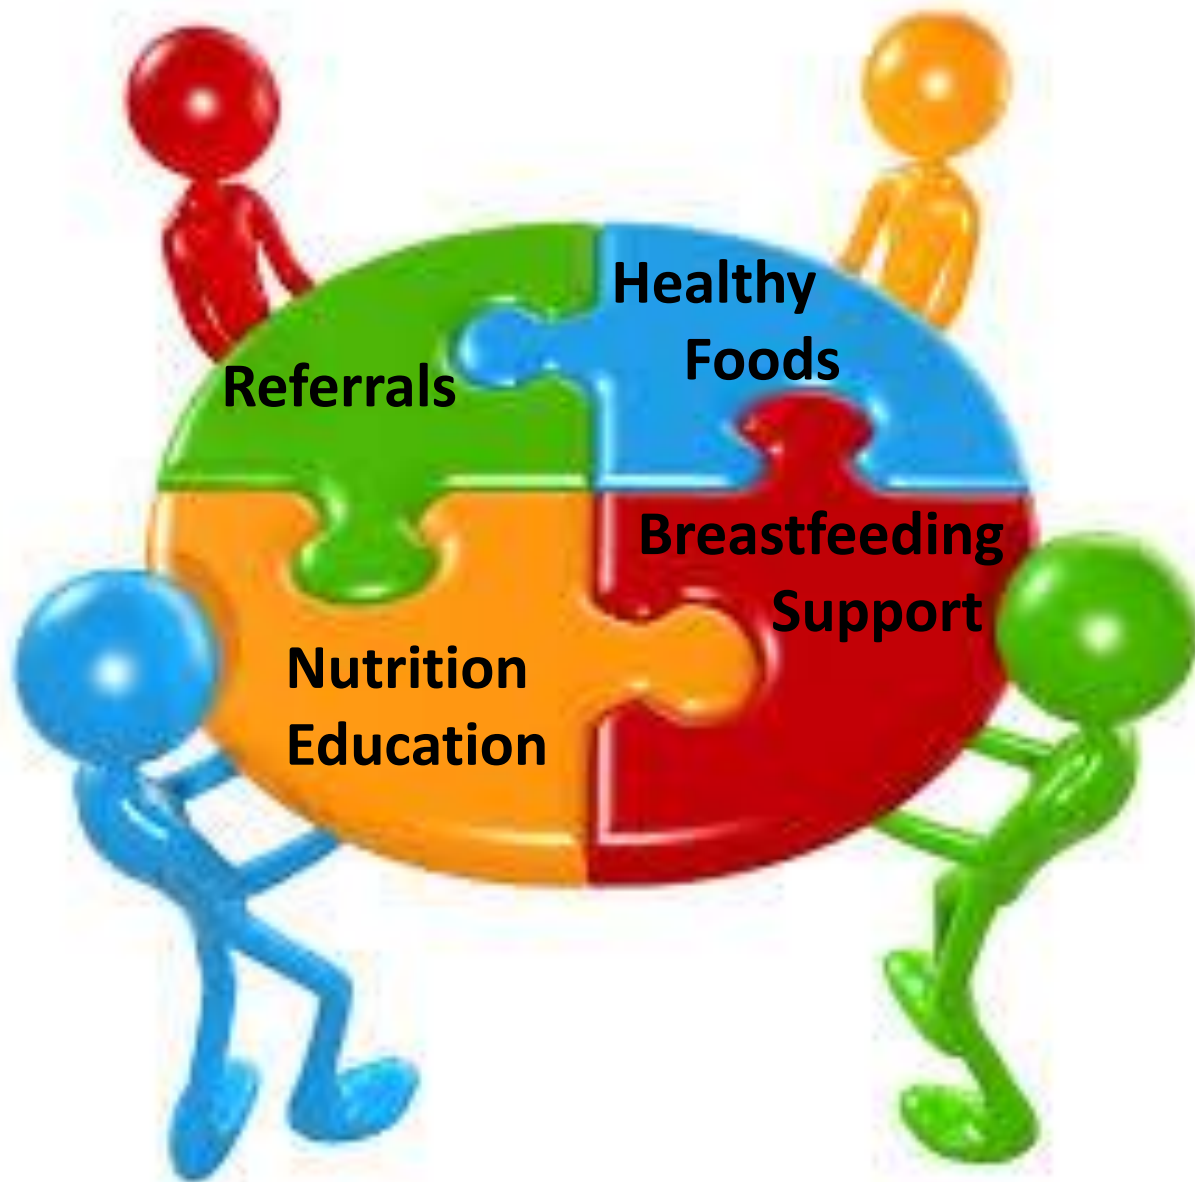 Referrals
Healthy
Foods
Nutrition
Education
Breastfeeding
Support